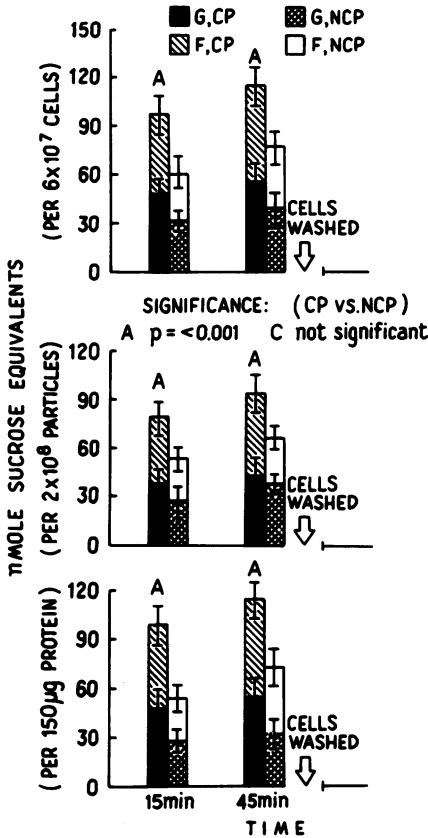 G,CP G,NCP
F,CP F,NCP
nMOLE SUCROSE EQUIVALENTS
(PER 6x10⁷ CELLS)
150
120
90
60
30
0
A
A
CELLS
WASHED
SIGNIFICANCE: (CP VS.NCP)
A p=<0.001 C not significant
(PER 2x10⁸ PARTICLES)
120
90
60
30
0
A
A
CELLS
WASHED
(PER 150µg PROTEIN)
120
90
60
30
0
A
A
CELLS
WASHED
15min 45min
TIME